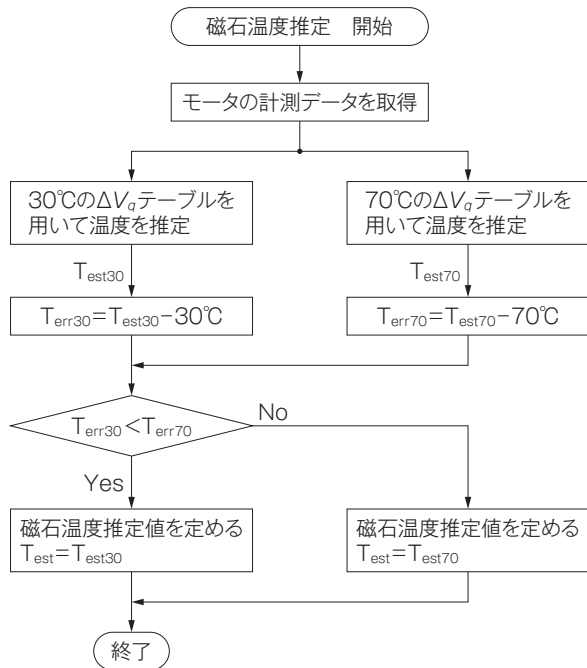 磁石温度推定　開始
モータの計測データを取得
30℃のΔVqテーブルを
用いて温度を推定
70℃のΔVqテーブルを
用いて温度を推定
Test30
Test70
Terr30=Test30−30℃
Terr70=Test70−70℃
Terr30<Terr70
No
Yes
磁石温度推定値を定める
Test=Test30
磁石温度推定値を定める
Test=Test70
終了